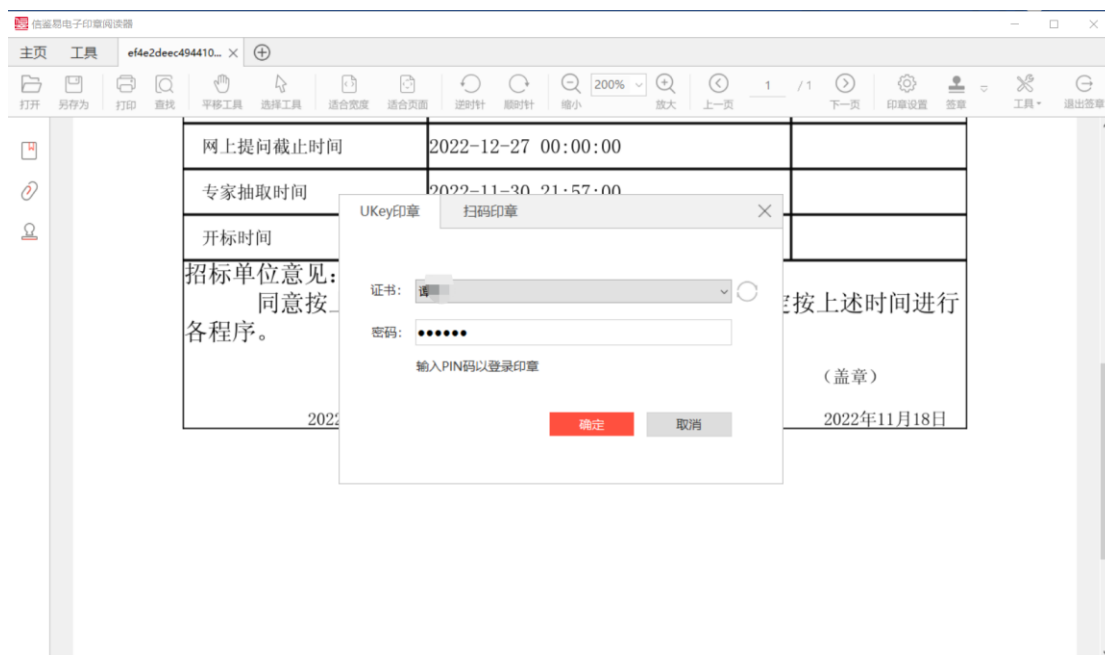 信鉴易电子印章阅读器
主页 工具 ef4e2deec494410...
打开 另存为 打印 查找 平移工具 选择工具 适合宽度 适合页面 逆时针 顺时针 缩小 200% 放大 上一页 1 / 1 下一页 印章设置 签章 工具 退出签章
网上提问截止时间 2022-12-27 00:00:00
专家抽取时间 2022-11-30 21:57:00
开标时间
招标单位意见:
同意按 按上述时间进行
各程序。
(盖章)
2022 2022年11月18日
UKey印章 扫码印章
证书:
密码: ●●●●●●
输入PIN码以登录印章
确定 取消